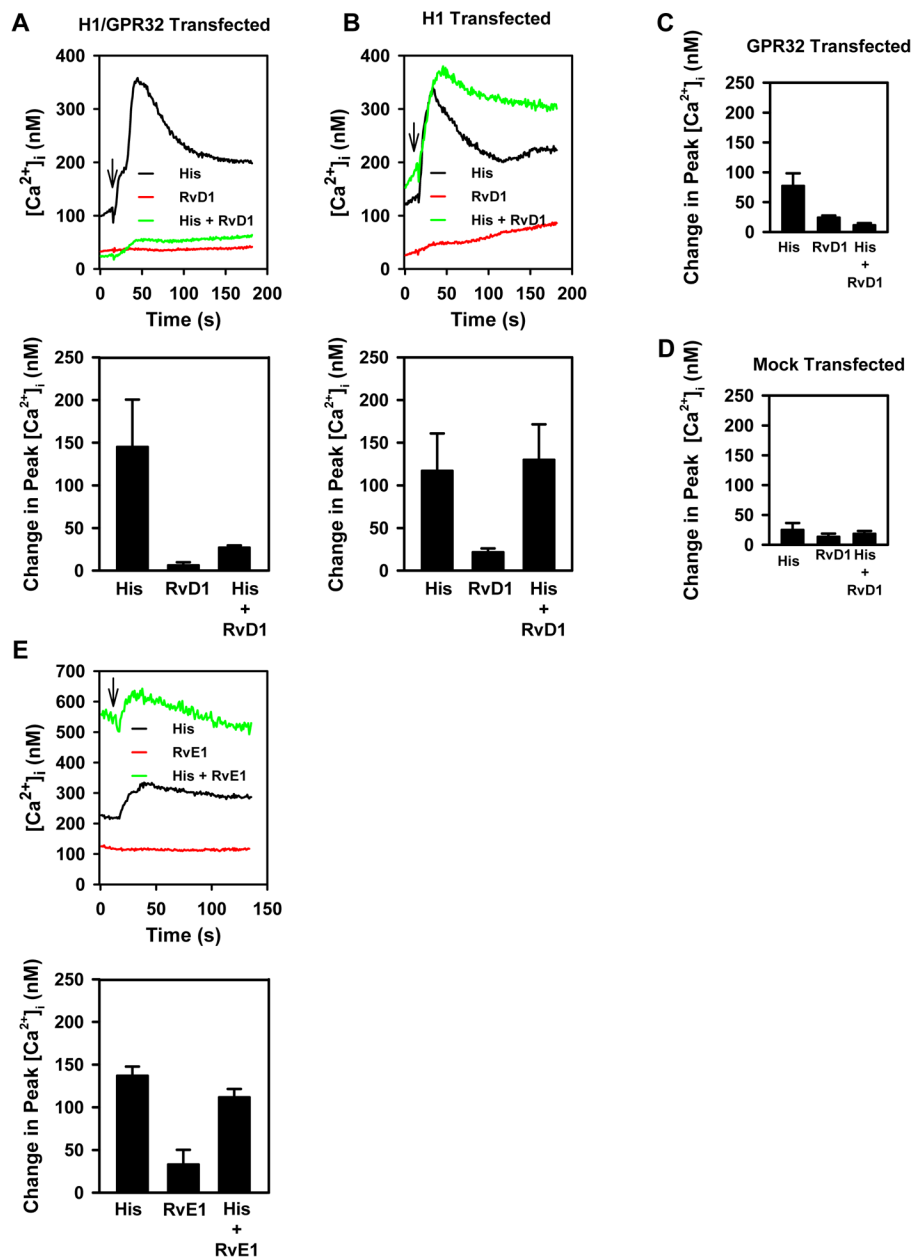 A
H1/GPR32 Transfected
400
300
200
100
0
[Ca²⁺]ᵢ (nM)
His
RvD1
His + RvD1
0 50 100 150 200
Time (s)
250
200
150
100
50
0
Change in Peak [Ca²⁺]ᵢ (nM)
His RvD1 His
+
RvD1
B
H1 Transfected
400
300
200
100
0
[Ca²⁺]ᵢ (nM)
His
RvD1
His + RvD1
0 50 100 150 200
Time (s)
250
200
150
100
50
0
Change in Peak [Ca²⁺]ᵢ (nM)
His RvD1 His
+
RvD1
C
GPR32 Transfected
250
200
150
100
50
0
Change in Peak [Ca²⁺]ᵢ (nM)
His RvD1 His
+
RvD1
D
Mock Transfected
250
200
150
100
50
0
Change in Peak [Ca²⁺]ᵢ (nM)
His RvD1 His
+
RvD1
E
700
600
500
400
300
200
100
0
[Ca²⁺]ᵢ (nM)
His
RvE1
His + RvE1
0 50 100 150
Time (s)
250
200
150
100
50
0
Change in Peak [Ca²⁺]ᵢ (nM)
His RvE1 His
+
RvE1